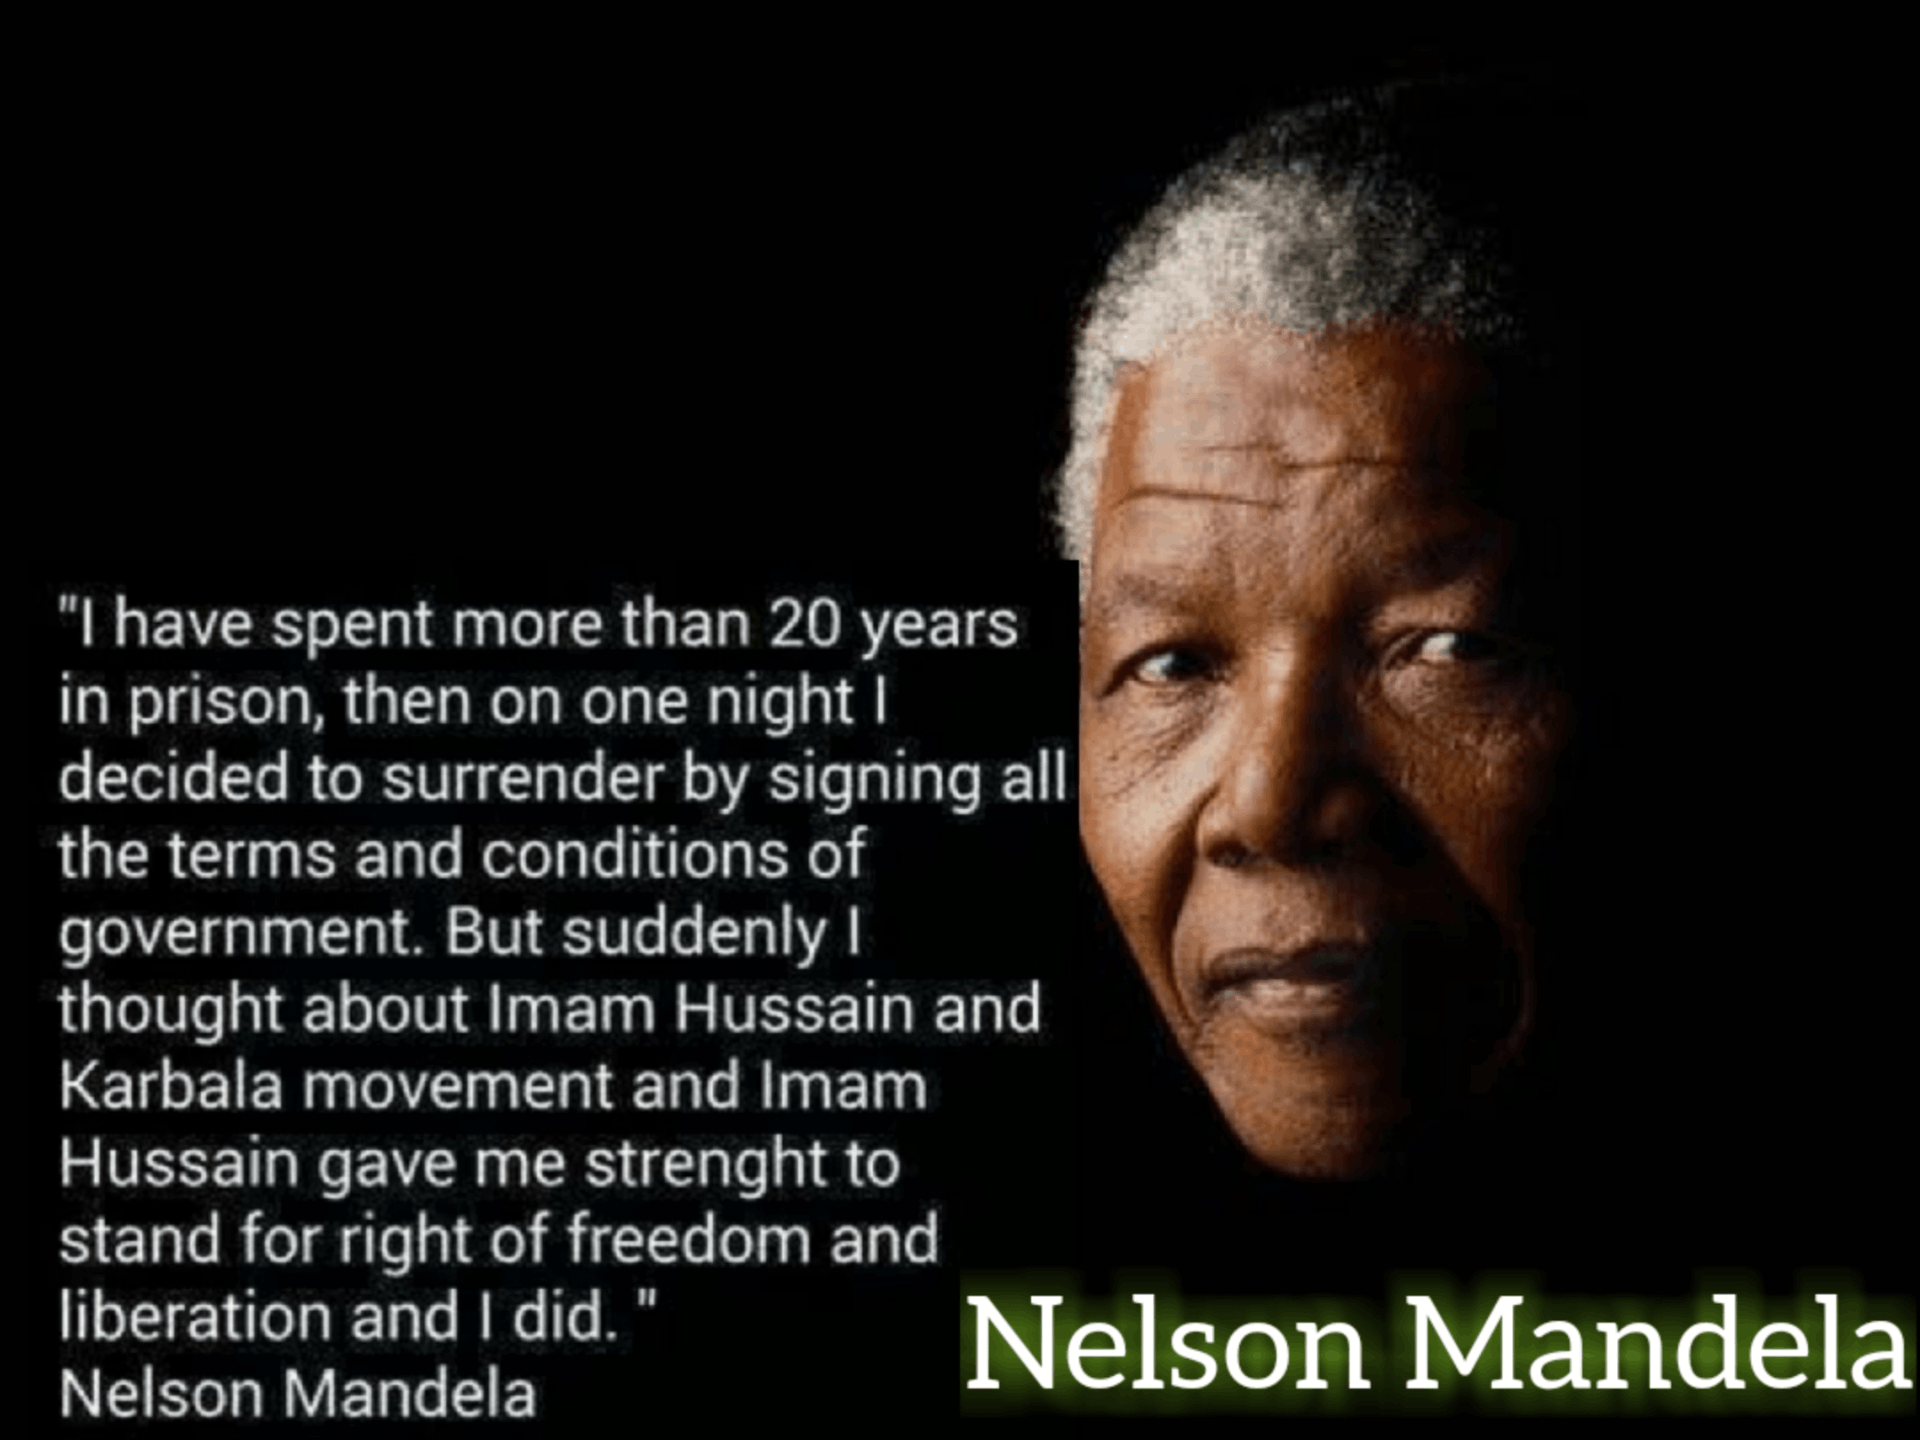 "I have spent more than 20 years
in prison, then on one night I
decided to surrender by signing all
the terms and conditions of
government. But suddenly I
thought about Imam Hussain and
Karbala movement and Imam
Hussain gave me strenght to
stand for right of freedom and
liberation and I did. "
Nelson Mandela
Nelson Mandela